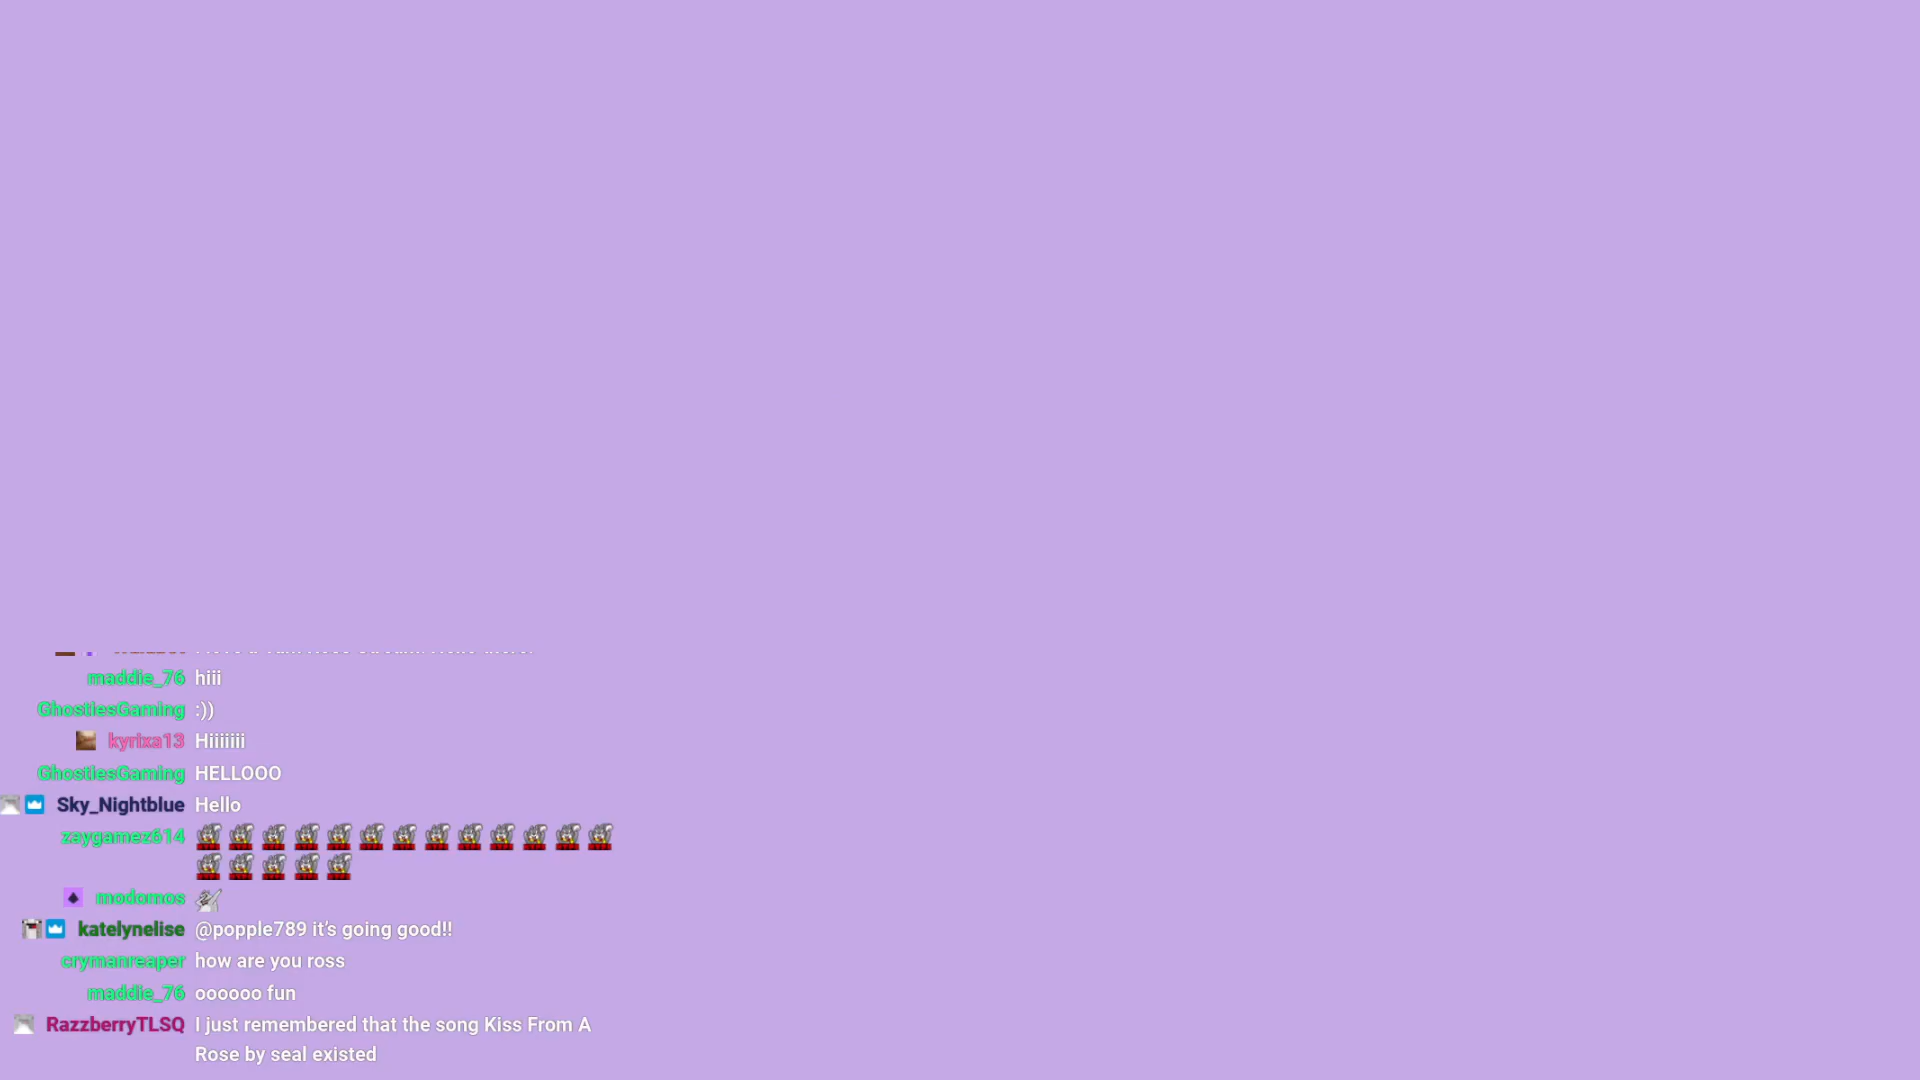 maddie_76 hiii
GhostiesGaming :))
kyrixa13 Hiiiiiii
GhostiesGaming HELLOOO
Sky_Nightblue Hello
zaygamez614
modomos
katelynelise @popple789 it's going good!!
crymanreaper how are you ross
maddie_76 oooooo fun
RazzberryTLSQ I just remembered that the song Kiss From A
Rose by seal existed